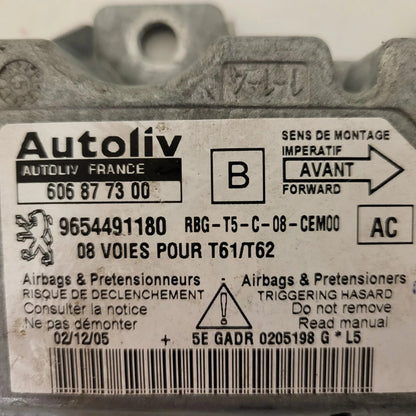 Autoliv
AUTOLIV FRANCE
606 87 73 00
B
SENS DE MONTAGE
IMPERATIF
AVANT
FORWARD
9654491180 RBG-T5-C-08-CEM00
AC
08 VOIES POUR T61/T62
Airbags & Pretensionneurs
RISQUE DE DECLENCHEMENT
Consulter la notice
Ne pas démonter
Airbags & Pretensioners
TRIGGERING HASARD
Do not remove
Read manual
02/12/05 + 5E GADR 0205198 G * L5